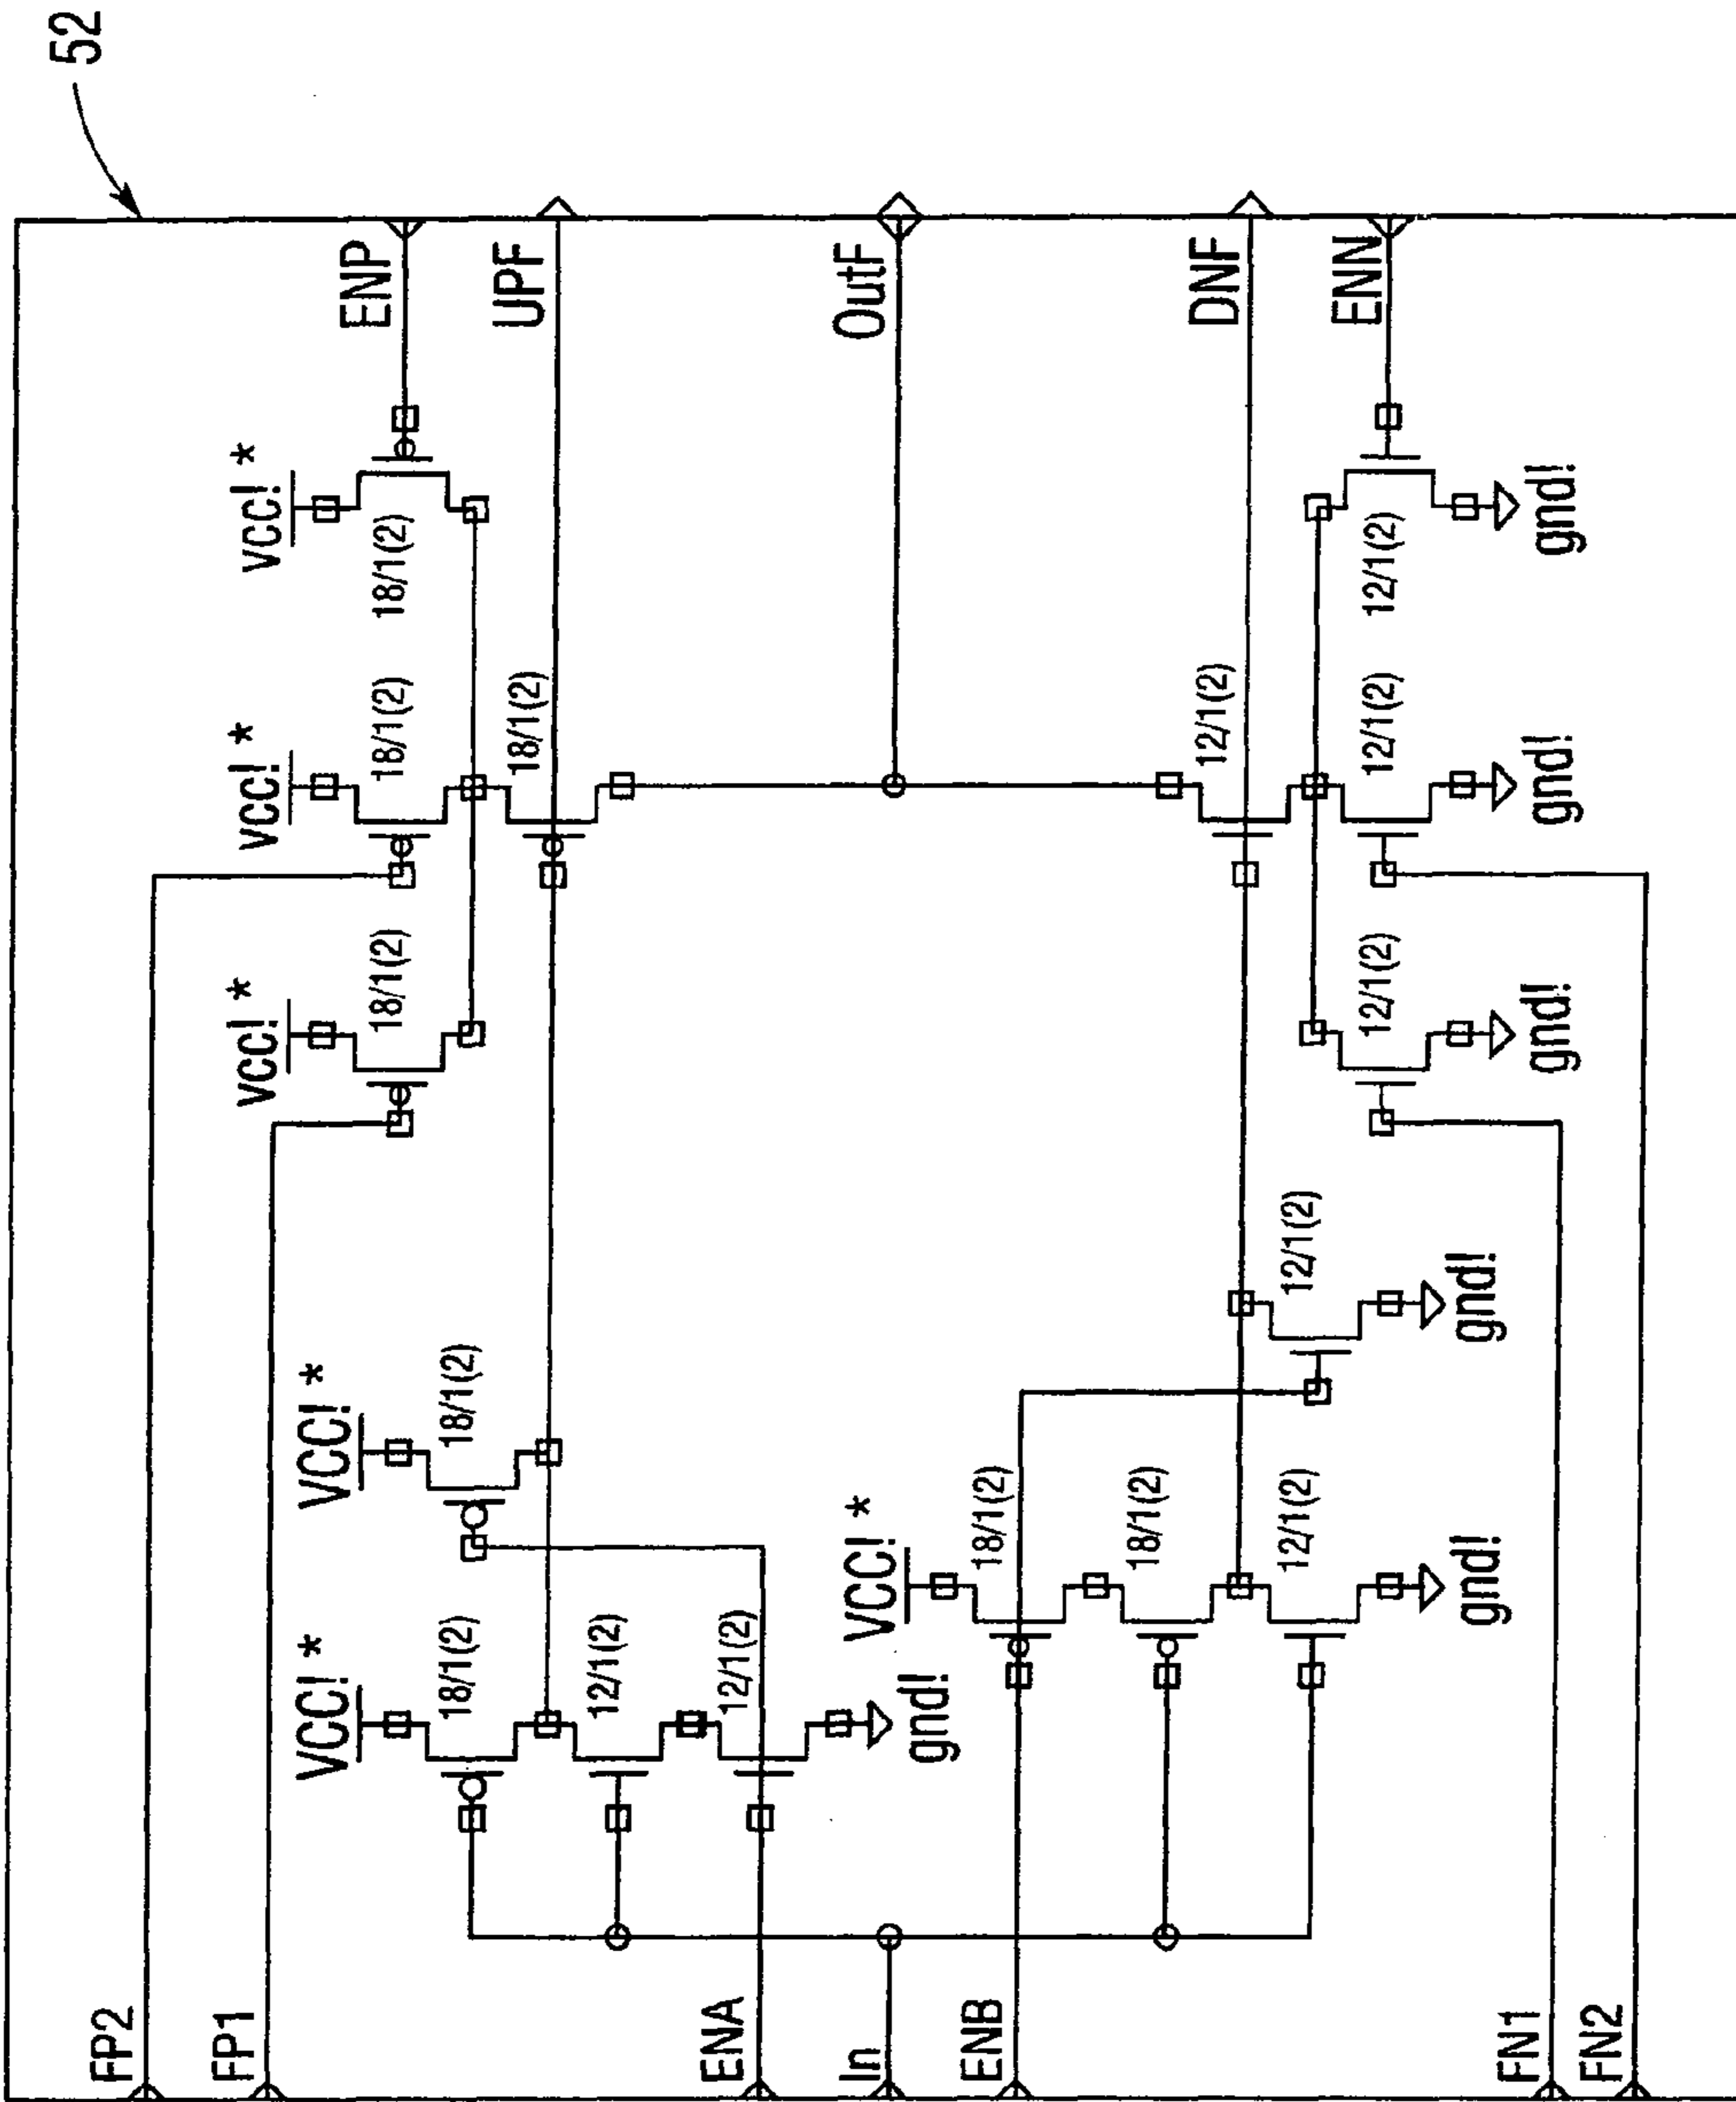 52
FP2
FP1
vcc! *
vcc! *
vcc! *
VCC! *
VCC! *
18/1(2)
18/1(2)
18/1(2)
ENP
18/1(2)
18/1(2)
18/1(2)
UPF
12/1(2)
ENA
12/1(2)
In
VCC! *
OutF
gnd!
ENB
18/1(2)
18/1(2)
12/1(2)
DNF
12/1(2)
12/1(2)
12/1(2)
12/1(2)
12/1(2)
ENN
gnd!
gnd!
FN1
gnd!
gnd!
gnd!
FN2